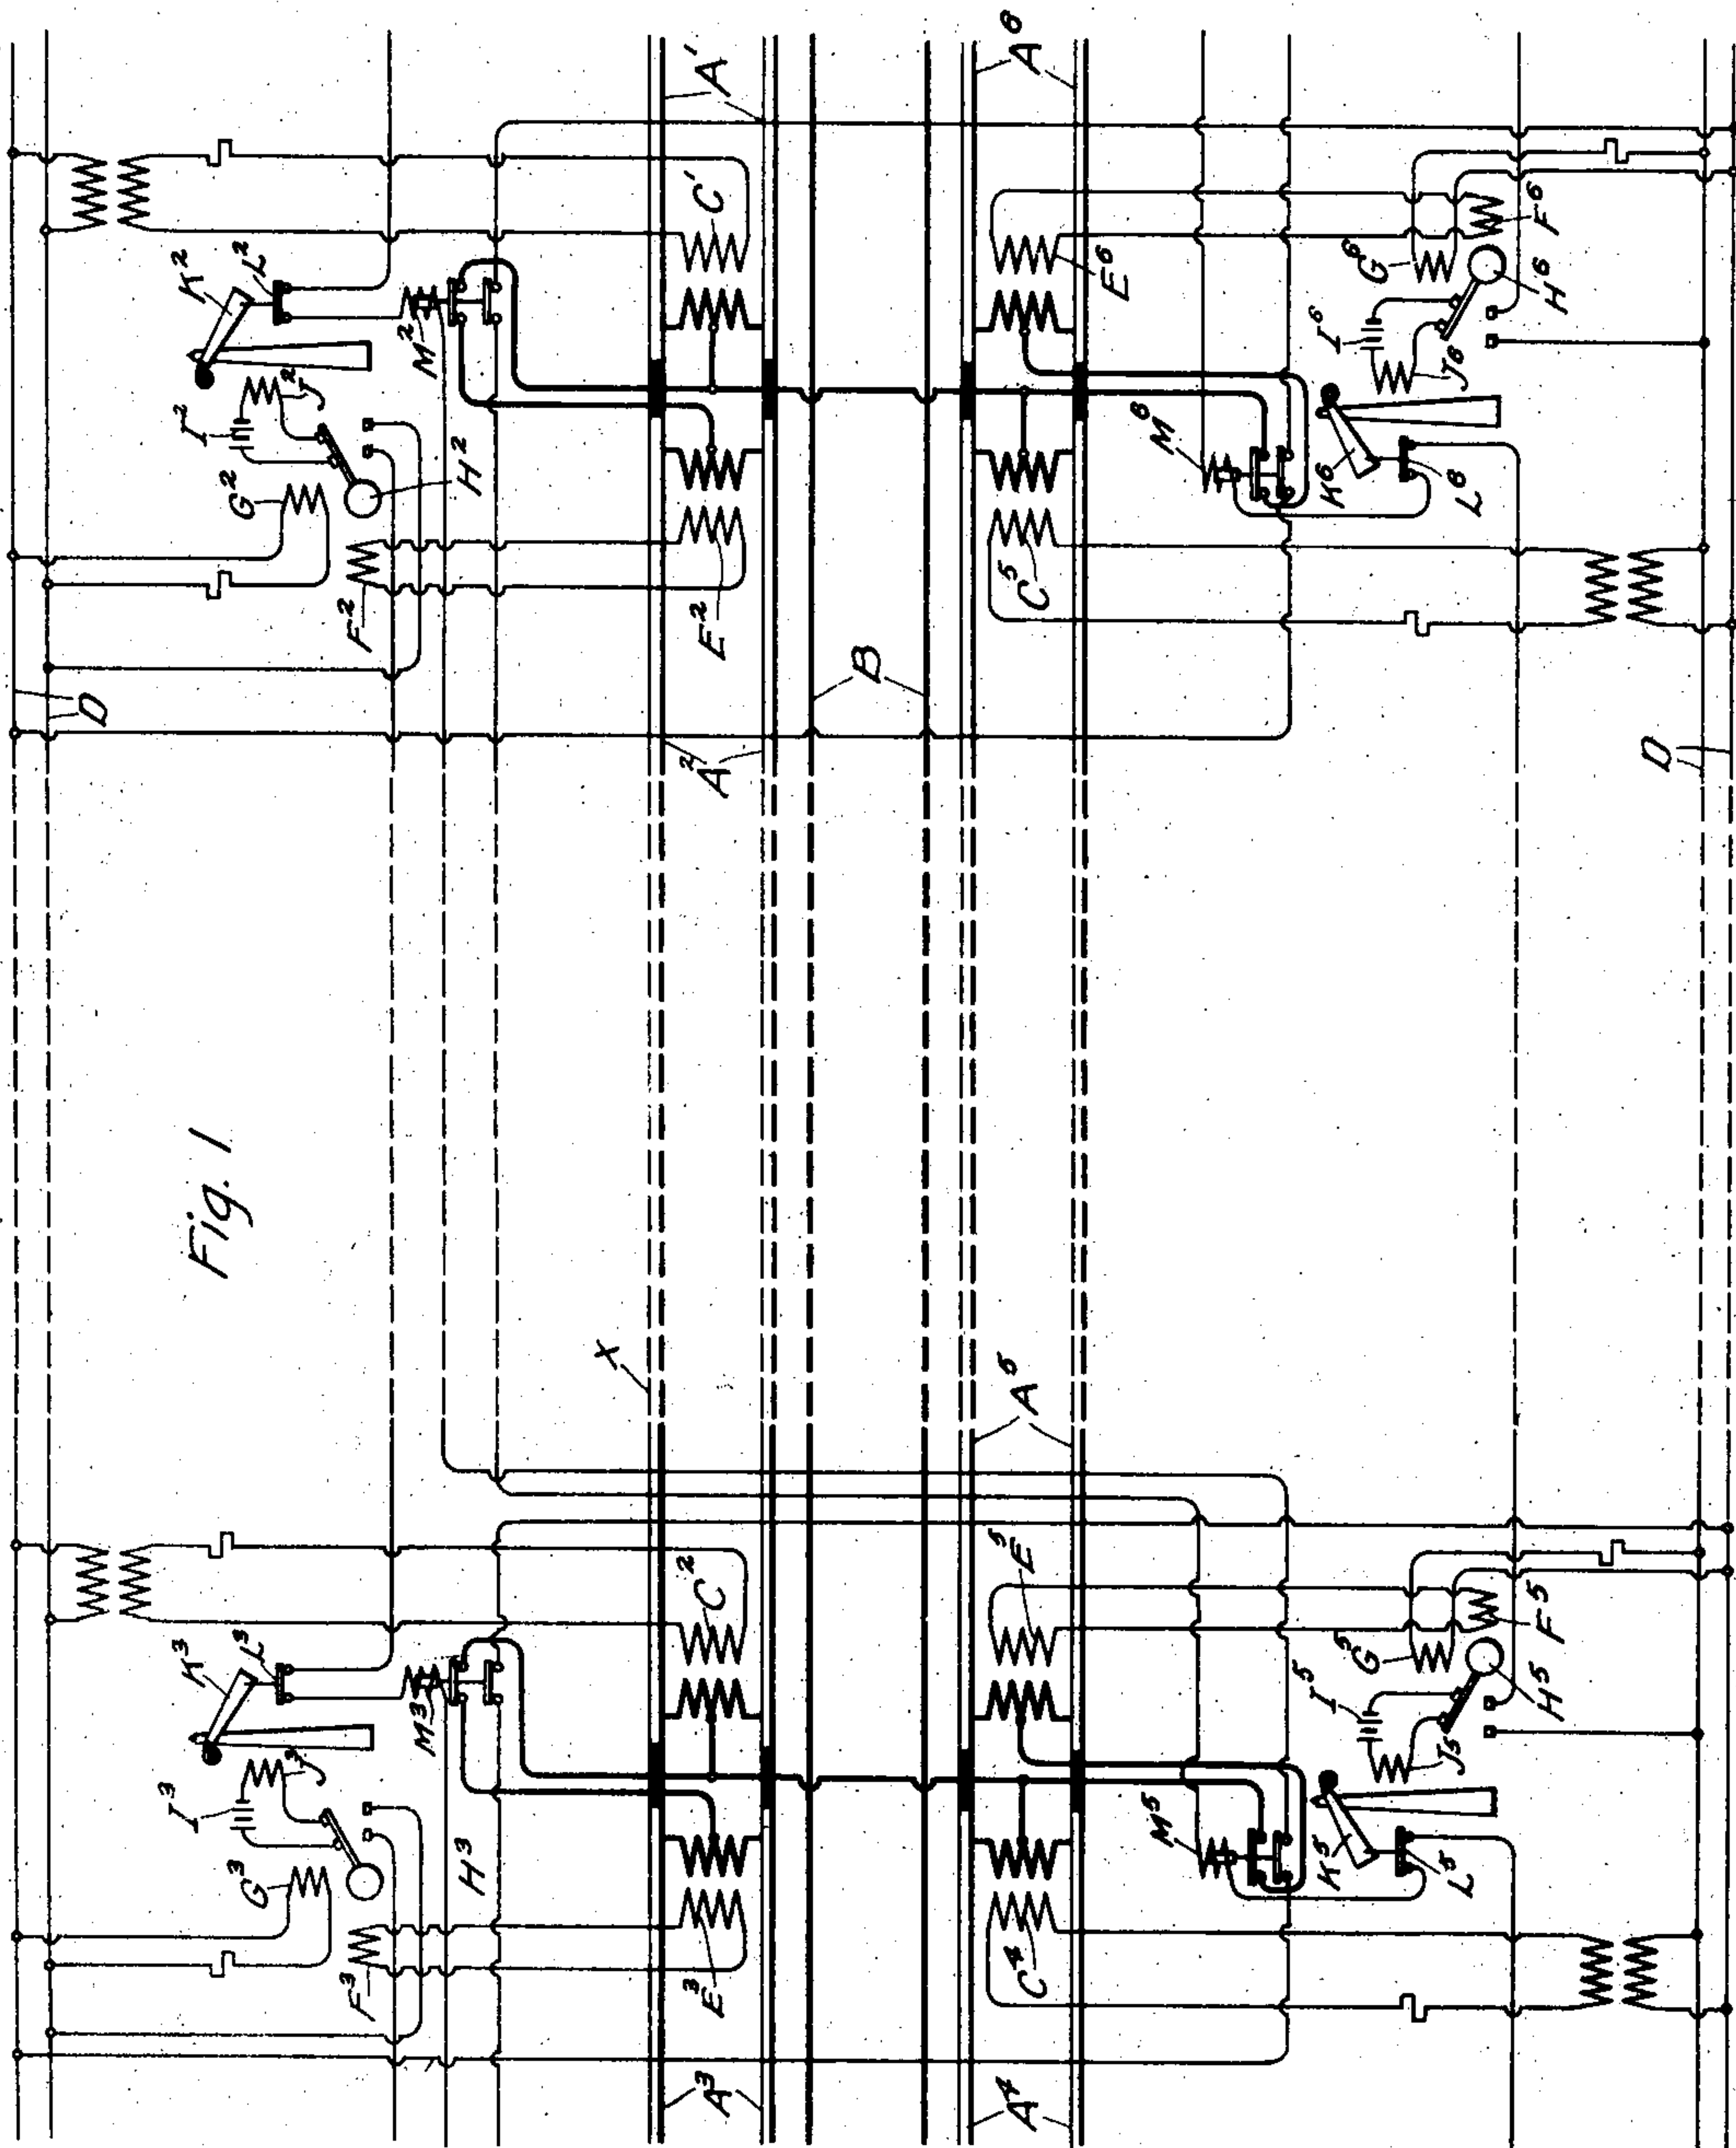 Fig. 1
D
K²
L²
I²
J²
G²
H²
F²
M²
A'
C'
E²
A²
B
X
K³
L³
I³
J³
G³
H³
F³
M³
C²
E³
A³
A⁶
E⁶
C⁵
M⁶
K⁶
L⁶
I⁶
J⁶
G⁶
H⁶
F⁶
D
A⁵
E⁵
C⁴
A⁴
M⁵
K⁵
L⁵
I⁵
J⁵
G⁵
H⁵
F⁵